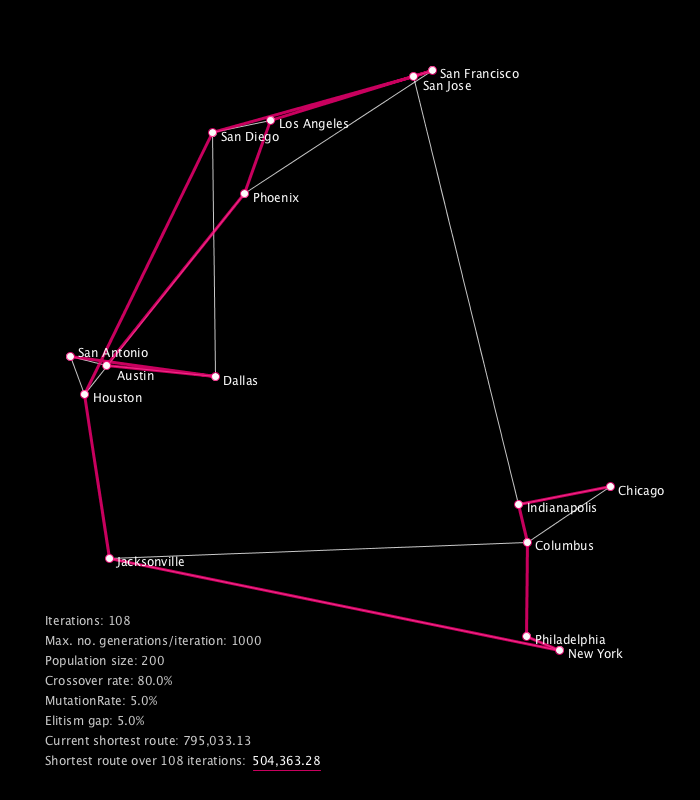 San Francisco
San Jose
Los Angeles
San Diego
Phoenix
San Antonio
Austin
Dallas
Houston
Chicago
Indianapolis
Columbus
Jacksonville
Philadelphia
New York
Iterations: 108
Max. no. generations/iteration: 1000
Population size: 200
Crossover rate: 80.0%
MutationRate: 5.0%
Elitism gap: 5.0%
Current shortest route: 795,033.13
Shortest route over 108 iterations: 504,363.28